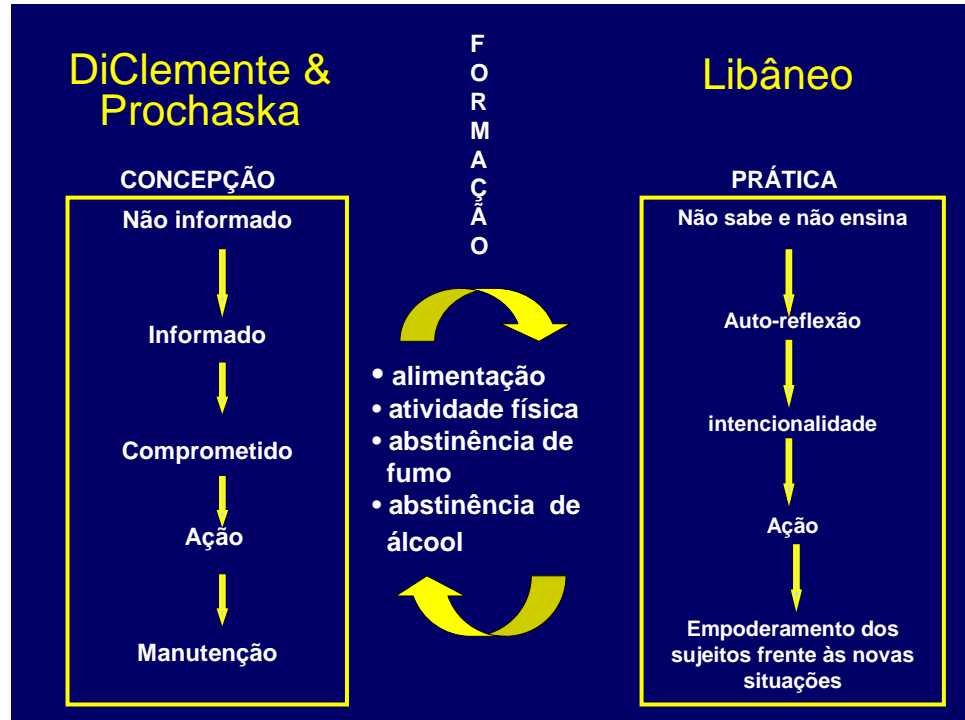 DiClemente &
Prochaska
CONCEPÇÃO
Não informado
Informado
Comprometido
Ação
Manutenção
F
O
R
M
A
Ç
Ã
O
• alimentação
• atividade física
• abstinência de
fumo
• abstinência de
álcool
Libâneo
PRÁTICA
Não sabe e não ensina
Auto-reflexão
intencionalidade
Ação
Empoderamento dos
sujeitos frente às novas
situações